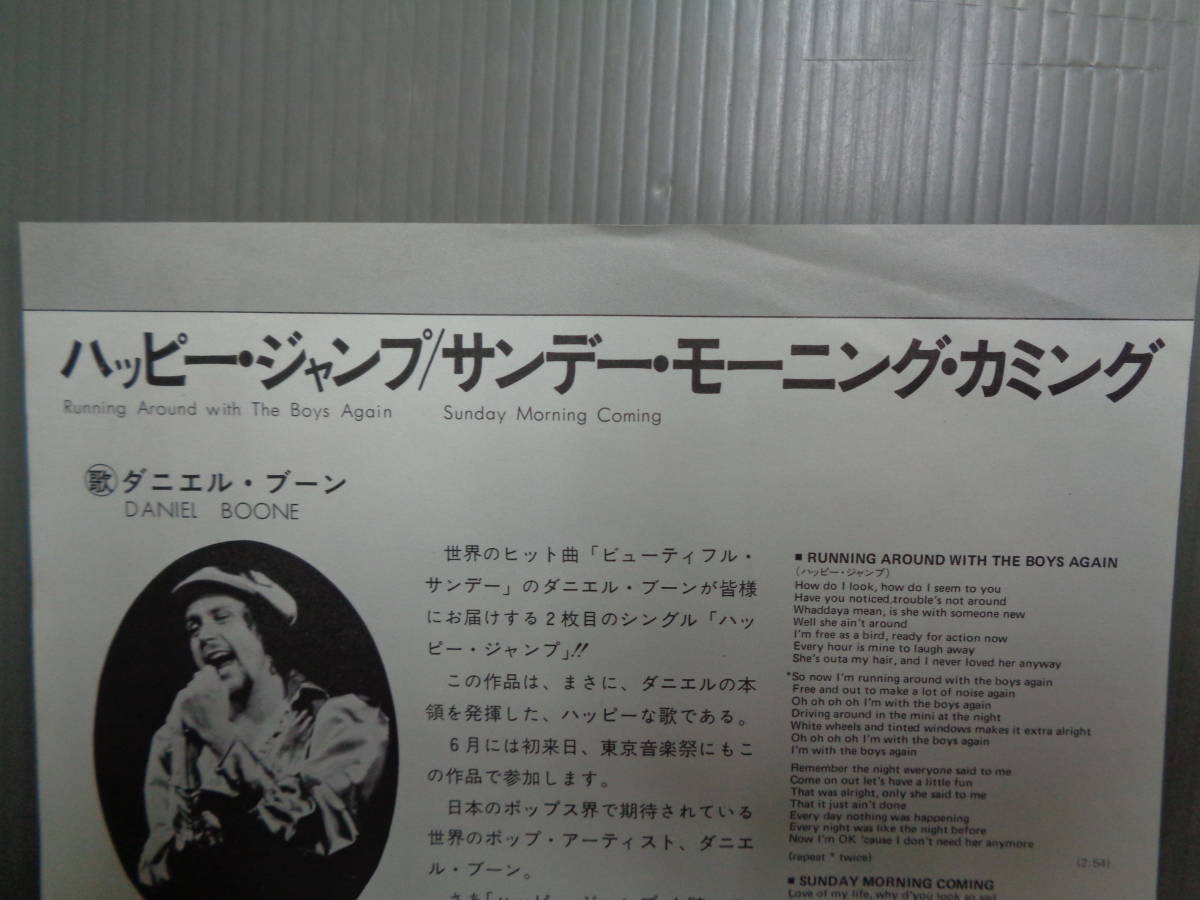 ハッピー・ジャンプ/サンデー・モーニング・カミング
Running Around with The Boys Again Sunday Morning Coming
歌 ダニエル・ブーン
DANIEL BOONE
世界のヒット曲「ビューティフル・
サンデー」のダニエル・ブーンが皆様
にお届けする2枚目のシングル「ハッ
ピー・ジャンプ」!!
この作品は、まさに、ダニエルの本
領を発揮した、ハッピーな歌である。
6月には初来日、東京音楽祭にもこ
の作品で参加します。
日本のポップス界で期待されている
世界のポップ・アーティスト、ダニエ
ル・ブーン。
■ RUNNING AROUND WITH THE BOYS AGAIN
(ハッピー・ジャンプ)
How do I look, how do I seem to you
Have you noticed,trouble's not around
Whaddaya mean, is she with someone new
Well she ain't around
I'm free as a bird, ready for action now
Every hour is mine to laugh away
She's outa my hair, and I never loved her anyway
*So now I'm running around with the boys again
Free and out to make a lot of noise again
Oh oh oh oh I'm with the boys again
Driving around in the mini at the night
White wheels and tinted windows makes it extra alright
Oh oh oh oh I'm with the boys again
I'm with the boys again
Remember the night everyone said to me
Come on out let's have a little fun
That was alright, only she said to me
That it just ain't done
Every day nothing was happening
Every night was like the night before
Now I'm OK 'cause I don't need her anymore
(repeat * twice)
(2:54)
■ SUNDAY MORNING COMING
Love of my life, why d'you look so sad